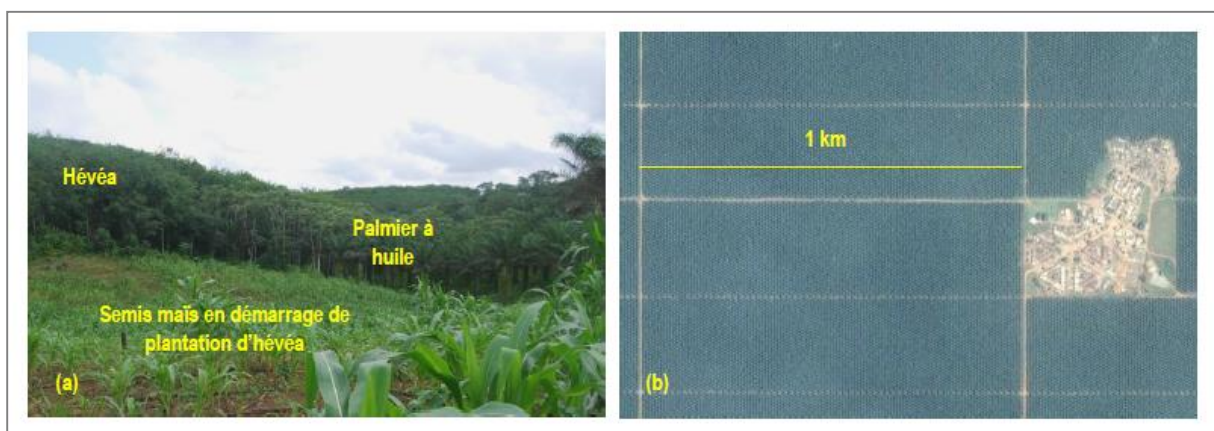 Hévéa
Palmier à
huile
Semis maïs en démarrage de
plantation d'hévéa
(a)
1 km
(b)